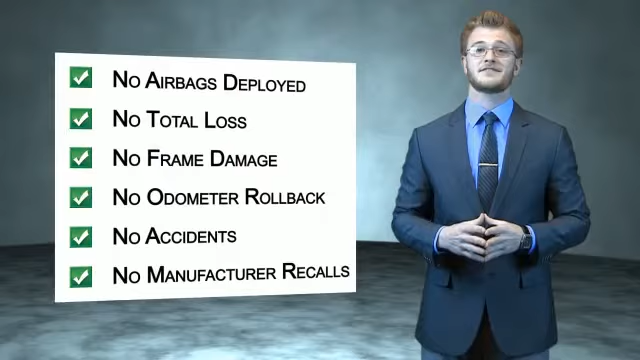 No Airbags Deployed
No Total Loss
No Frame Damage
No Odometer Rollback
No Accidents
No Manufacturer Recalls